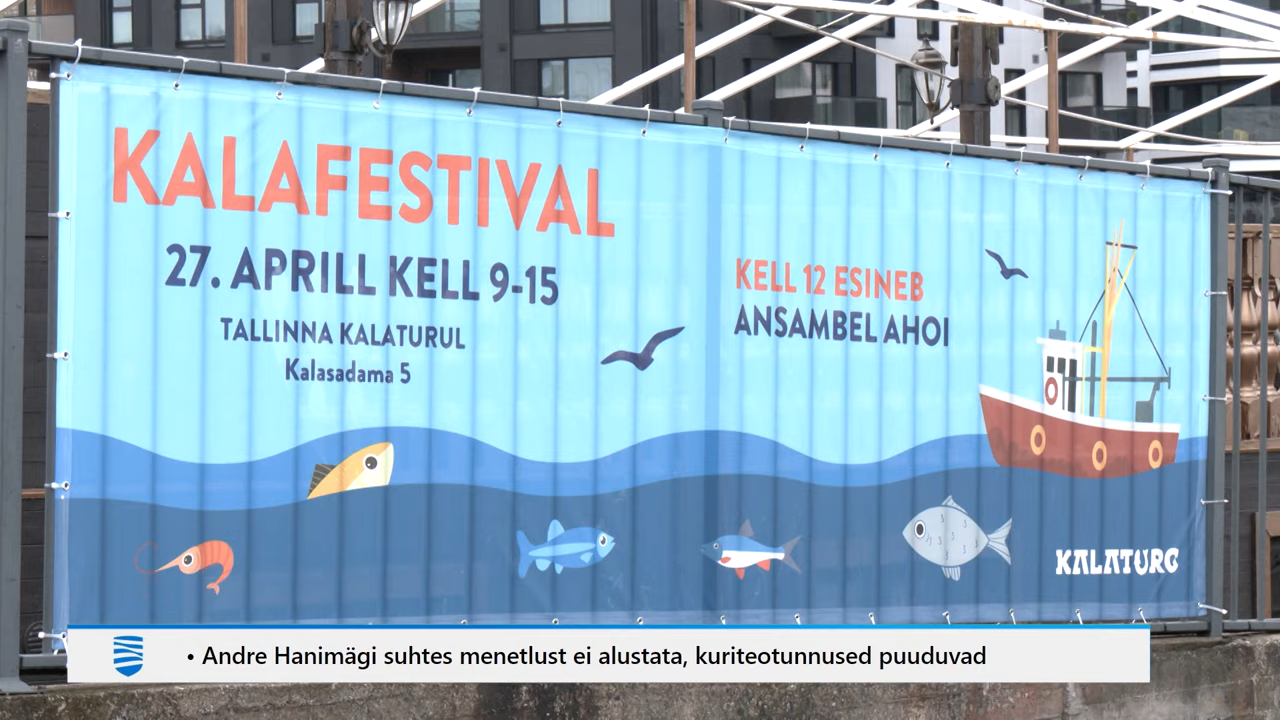 KALAFESTIVAL
27. APRILL KELL 9-15
TALLINNA KALATURUL
Kalasadama 5
KELL 12 ESINEB
ANSAMBEL AHOI
KALATURG
• Andre Hanimägi suhtes menetlust ei alustata, kuriteotunnused puuduvad